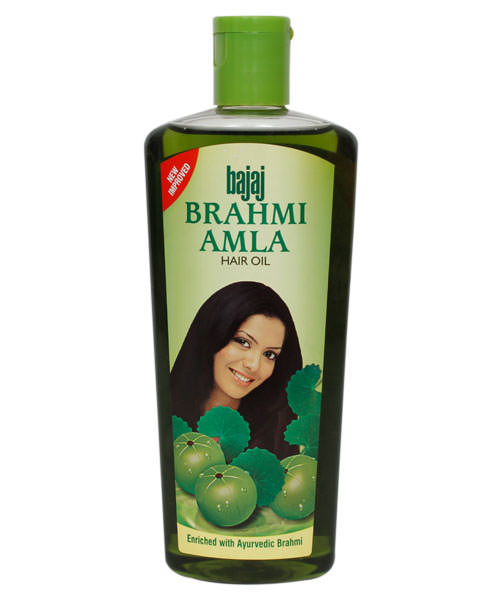 NEW
IMPROVED
bajaj
BRAHMI
AMLA
HAIR OIL
Enriched with Ayurvedic Brahmi